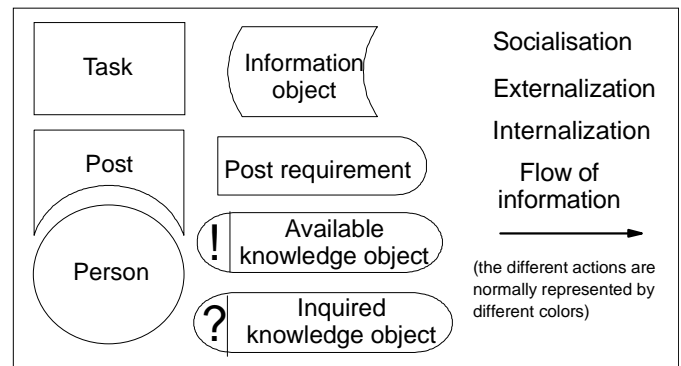 Task
Post
Person
Information
object
Post requirement
!
Available
knowledge object
?
Inquired
knowledge object
Socialisation
Externalization
Internalization
Flow of
information
(the different actions are
normally represented by
different colors)